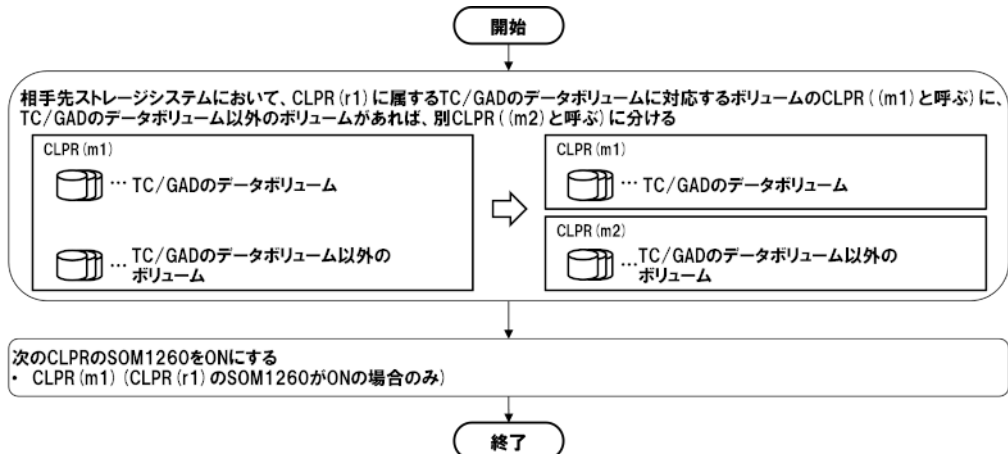 開始
相手先ストレージシステムにおいて、CLPR(r1)に属するTC/GADのデータボリュームに対応するボリュームのCLPR((m1)と呼ぶ)に、
TC/GADのデータボリューム以外のボリュームがあれば、別CLPR((m2)と呼ぶ)に分ける
CLPR(m1)
… TC/GADのデータボリューム
… TC/GADのデータボリューム以外の
ボリューム
CLPR(m1)
… TC/GADのデータボリューム
CLPR(m2)
…TC/GADのデータボリューム以外の
ボリューム
次のCLPRのSOM1260をONにする
・ CLPR(m1) (CLPR(r1)のSOM1260がONの場合のみ)
終了